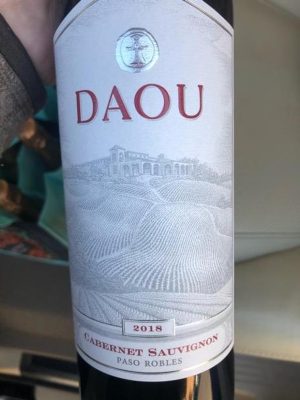 DAOU
2018
CABERNET SAUVIGNON
PASO ROBLES